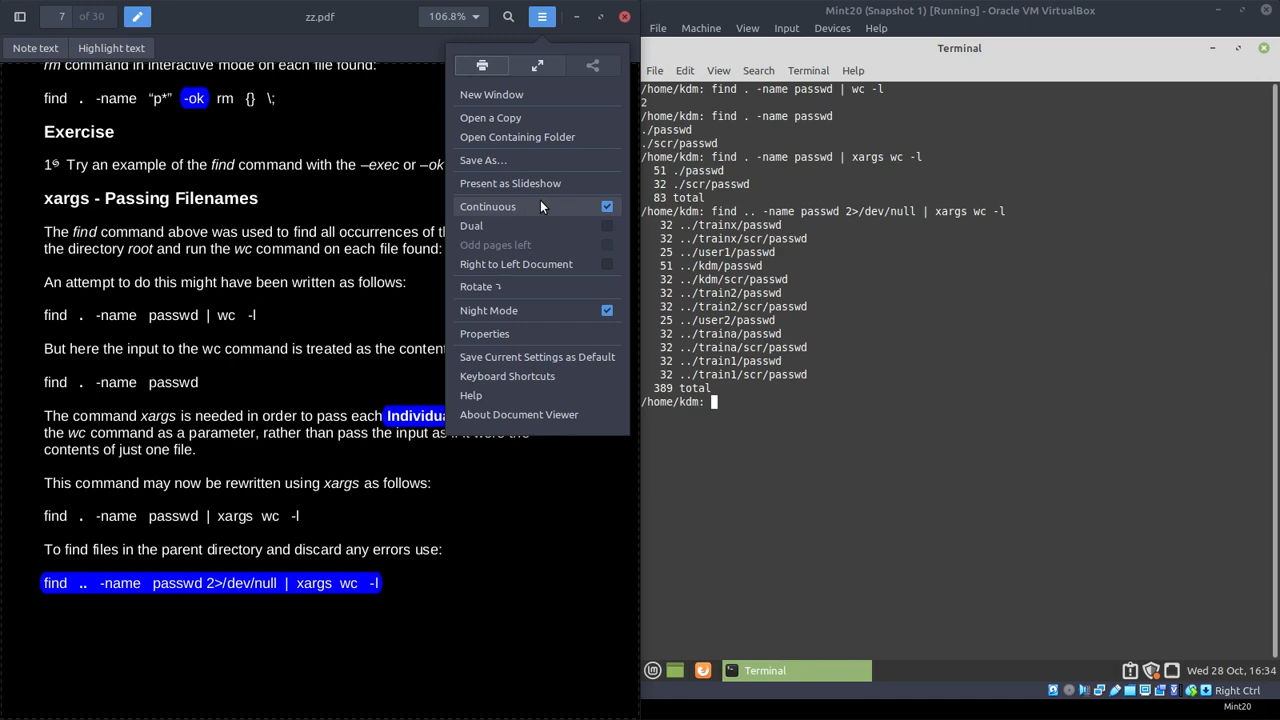 7
of 30
zz.pdf
106.8%
Note text
Highlight text
rm command in interactive mode on each file found:
find . -name “p*” -ok rm {} \;
Exercise
Try an example of the find command with the –exec or –ok
xargs - Passing Filenames
The find command above was used to find all occurrences of t
the directory root and run the wc command on each file found:
An attempt to do this might have been written as follows:
find . -name passwd | wc -l
But here the input to the wc command is treated as the conten
find . -name passwd
The command xargs is needed in order to pass each Individua
the wc command as a parameter, rather than pass the input as if it were the
contents of just one file.
This command may now be rewritten using xargs as follows:
find . -name passwd | xargs wc -l
To find files in the parent directory and discard any errors use:
find .. -name passwd 2>/dev/null | xargs wc -l
New Window
Open a Copy
Open Containing Folder
Save As…
Present as Slideshow
Continuous
Dual
Odd pages left
Right to Left Document
Rotate
Night Mode
Properties
Save Current Settings as Default
Keyboard Shortcuts
Help
About Document Viewer
Mint20 (Snapshot 1) [Running] - Oracle VM VirtualBox
File Machine View Input Devices Help
Terminal
File Edit View Search Terminal Help
/home/kdm: find . -name passwd | wc -l
2
/home/kdm: find . -name passwd
./passwd
./scr/passwd
/home/kdm: find . -name passwd | xargs wc -l
51 ./passwd
32 ./scr/passwd
83 total
/home/kdm: find .. -name passwd 2>/dev/null | xargs wc -l
32 ../trainx/passwd
32 ../trainx/scr/passwd
25 ../user1/passwd
51 ../kdm/passwd
32 ../kdm/scr/passwd
32 ../train2/passwd
32 ../train2/scr/passwd
25 ../user2/passwd
32 ../traina/passwd
32 ../traina/scr/passwd
32 ../train1/passwd
32 ../train1/scr/passwd
389 total
/home/kdm:
Terminal
Wed 28 Oct, 16:34
Right Ctrl
Mint20